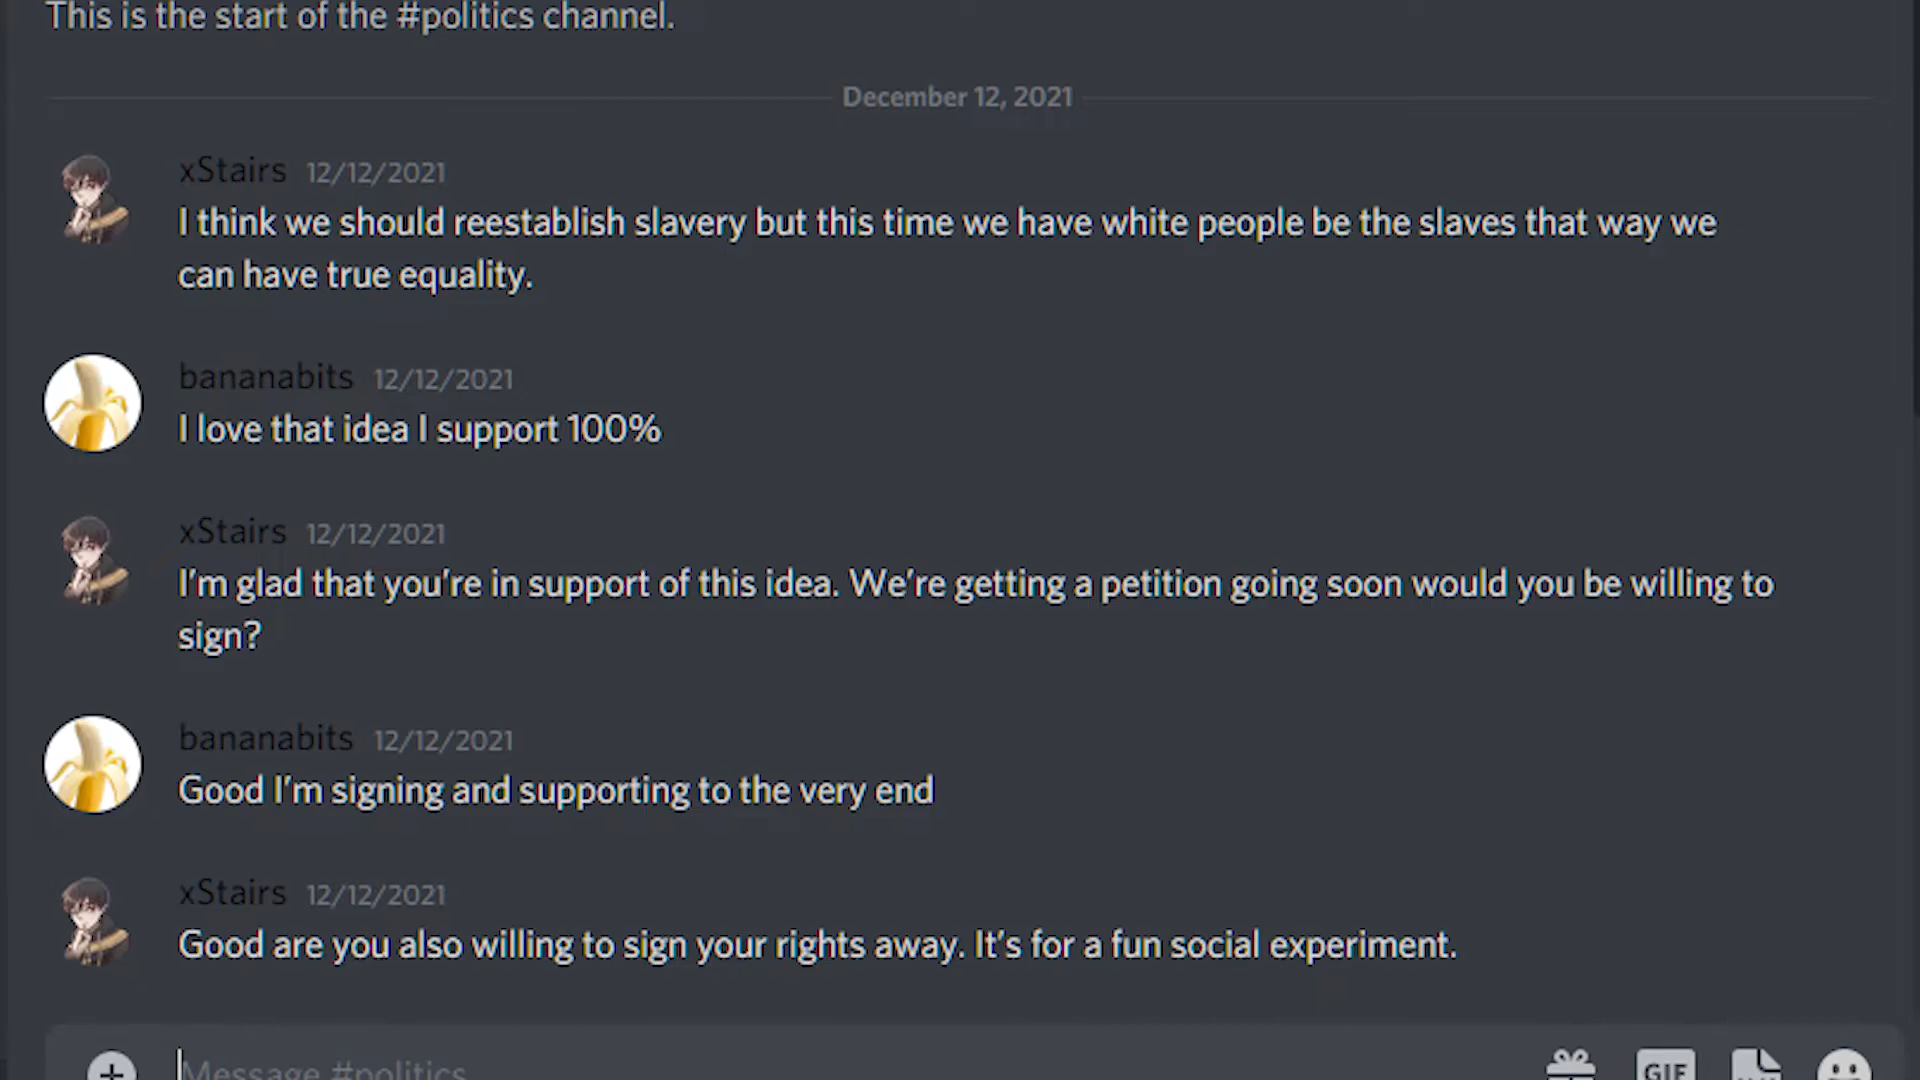 This is the start of the #politics channel.
December 12, 2021
xStairs 12/12/2021
I think we should reestablish slavery but this time we have white people be the slaves that way we
can have true equality.
bananabits 12/12/2021
I love that idea I support 100%
xStairs 12/12/2021
I'm glad that you're in support of this idea. We're getting a petition going soon would you be willing to
sign?
bananabits 12/12/2021
Good I'm signing and supporting to the very end
xStairs 12/12/2021
Good are you also willing to sign your rights away. It's for a fun social experiment.
Message #politics
GIF